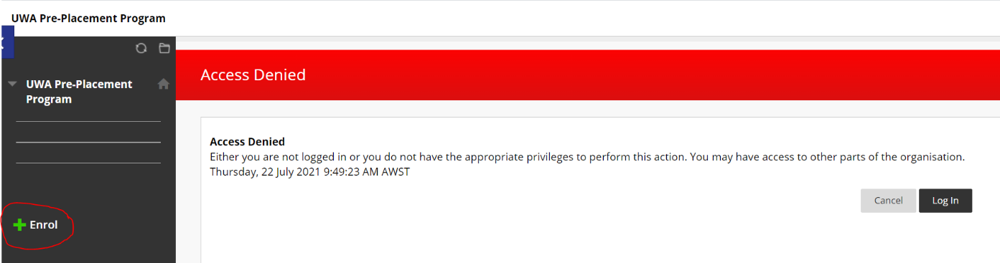 UWA Pre-Placement Program
UWA Pre-Placement
Program
Enrol
Access Denied
Access Denied
Either you are not logged in or you do not have the appropriate privileges to perform this action. You may have access to other parts of the organisation.
Thursday, 22 July 2021 9:49:23 AM AWST
Cancel
Log In